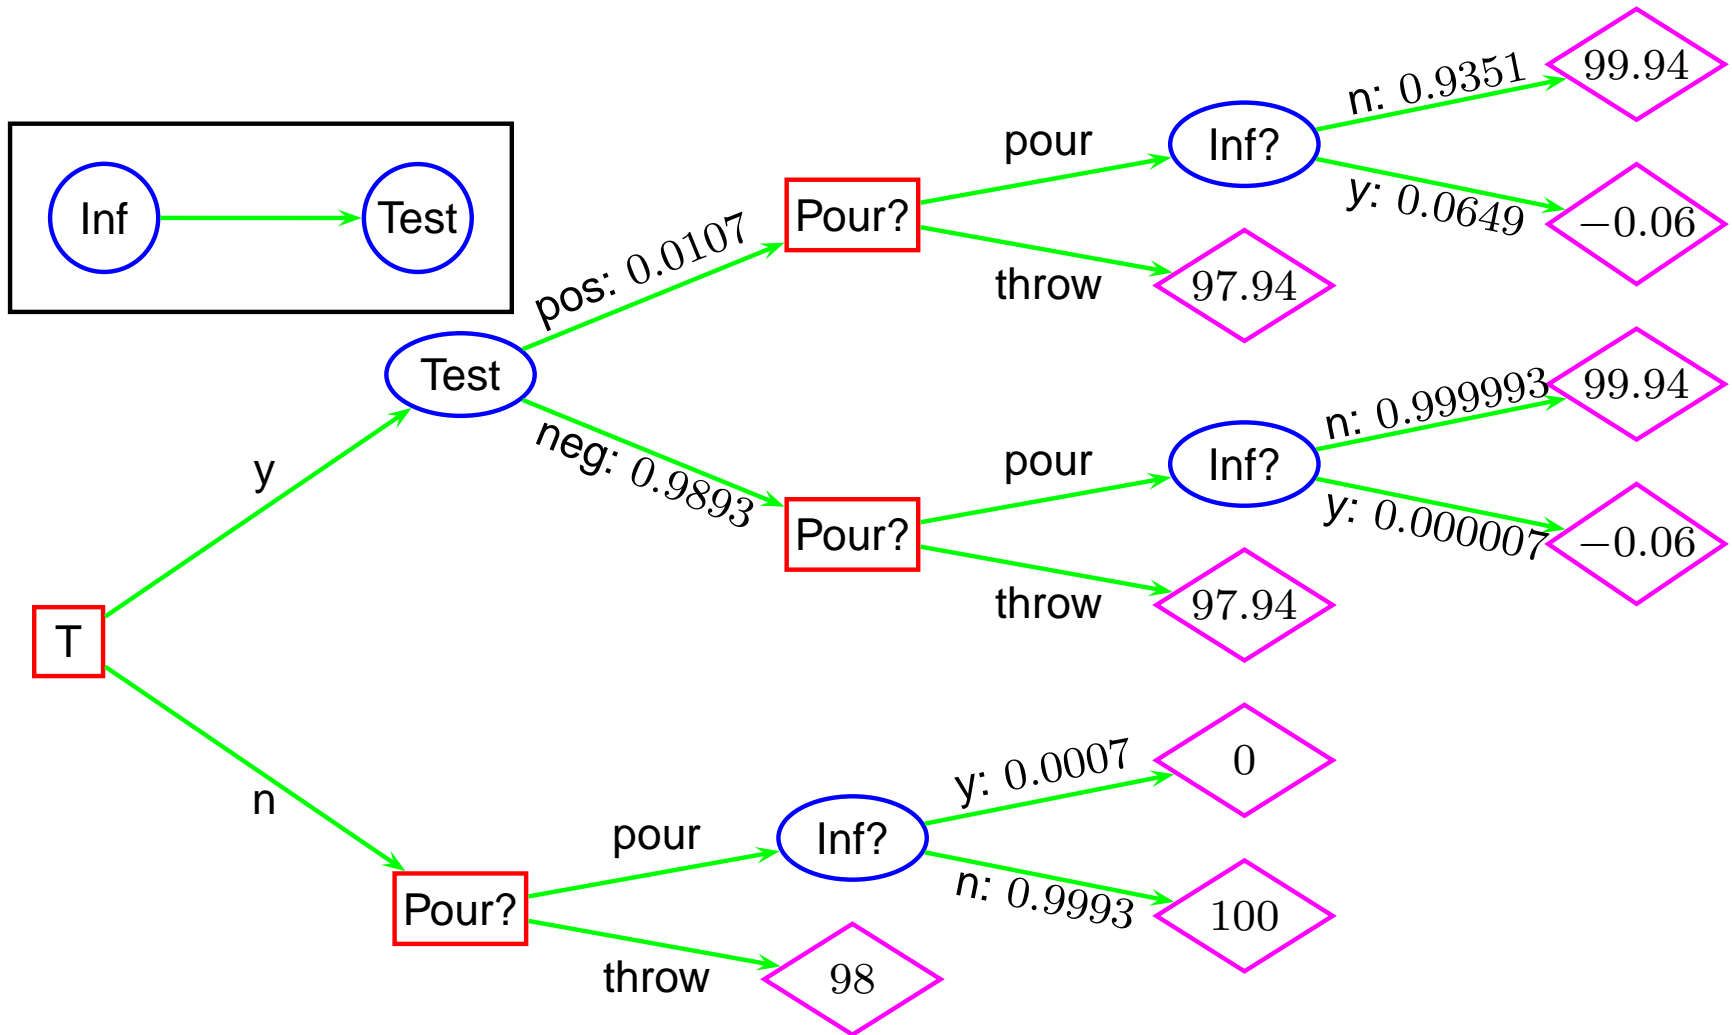 99.94
n: 0.9351
pour
Inf?
Inf
Test
Pour?
y: 0.0649
−0.06
pos: 0.0107
throw
97.94
Test
n: 0.999993
99.94
neg: 0.9893
pour
Inf?
y
Pour?
y: 0.000007
−0.06
throw
97.94
T
n
y: 0.0007
0
pour
Inf?
Pour?
n: 0.9993
100
throw
98